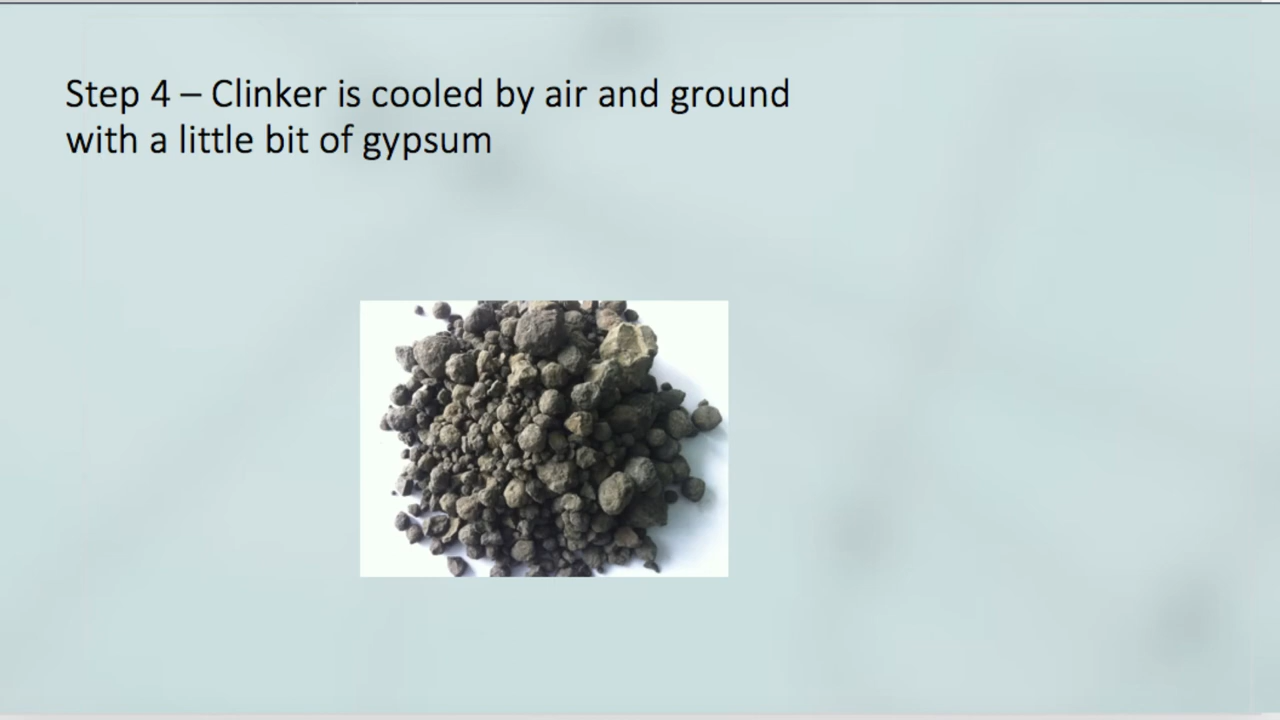 Step 4 – Clinker is cooled by air and ground
with a little bit of gypsum